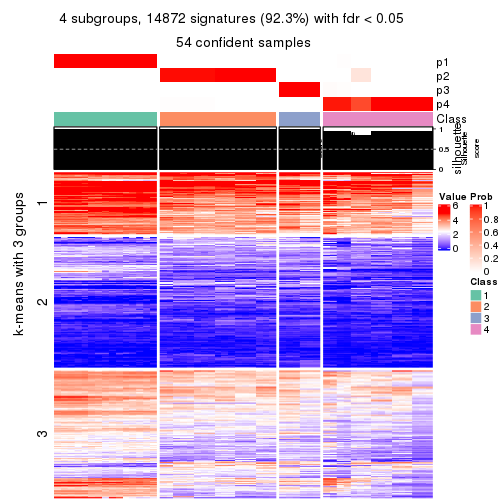 4 subgroups, 14872 signatures (92.3%) with fdr < 0.05
54 confident samples
p1
p2
p3
p4
Class
1
0.5
0
silhouette
Silhouette
score
k-means with 3 groups
1
2
3
Value
6
4
2
0
Prob
1
0.8
0.6
0.4
0.2
0
Class
1
2
3
4